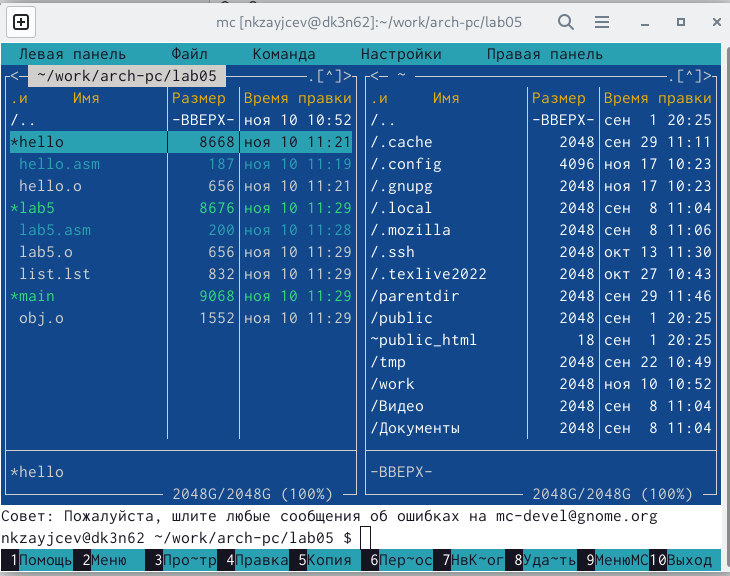 mc [nkzayjcev@dk3n62]:~/work/arch-pc/lab05
Левая панель Файл Команда Настройки Правая панель
<─ ~/work/arch-pc/lab05 .[^]>
.и Имя Размер Время правки
/.. –ВВЕРХ– ноя 10 10:52
*hello 8668 ноя 10 11:21
hello.asm 187 ноя 10 11:19
hello.o 656 ноя 10 11:21
*lab5 8676 ноя 10 11:29
lab5.asm 200 ноя 10 11:28
lab5.o 656 ноя 10 11:29
list.lst 832 ноя 10 11:29
*main 9068 ноя 10 11:29
obj.o 1552 ноя 10 11:29
*hello
2048G/2048G (100%)
<─ ~ .[^]>
.и Имя Размер Время правки
/.. –ВВЕРХ– сен 1 20:25
/.cache 2048 сен 29 11:11
/.config 4096 ноя 17 10:23
/.gnupg 2048 ноя 17 10:23
/.local 2048 сен 8 11:04
/.mozilla 2048 сен 8 11:06
/.ssh 2048 окт 13 11:30
/.texlive2022 2048 окт 27 10:43
/parentdir 2048 сен 29 11:46
/public 2048 сен 1 20:25
~public_html 18 сен 1 20:25
/tmp 2048 сен 22 10:49
/work 2048 ноя 10 10:52
/Видео 2048 сен 8 11:04
/Документы 2048 сен 8 11:04
–ВВЕРХ–
2048G/2048G (100%)
Совет: Пожалуйста, шлите любые сообщения об ошибках на mc-devel@gnome.org
nkzayjcev@dk3n62 ~/work/arch-pc/lab05 $
1Помощь 2Меню 3Про~тр 4Правка 5Копия 6Пер~ос 7НвК~ог 8Уда~ть 9МенюМС 10Выход